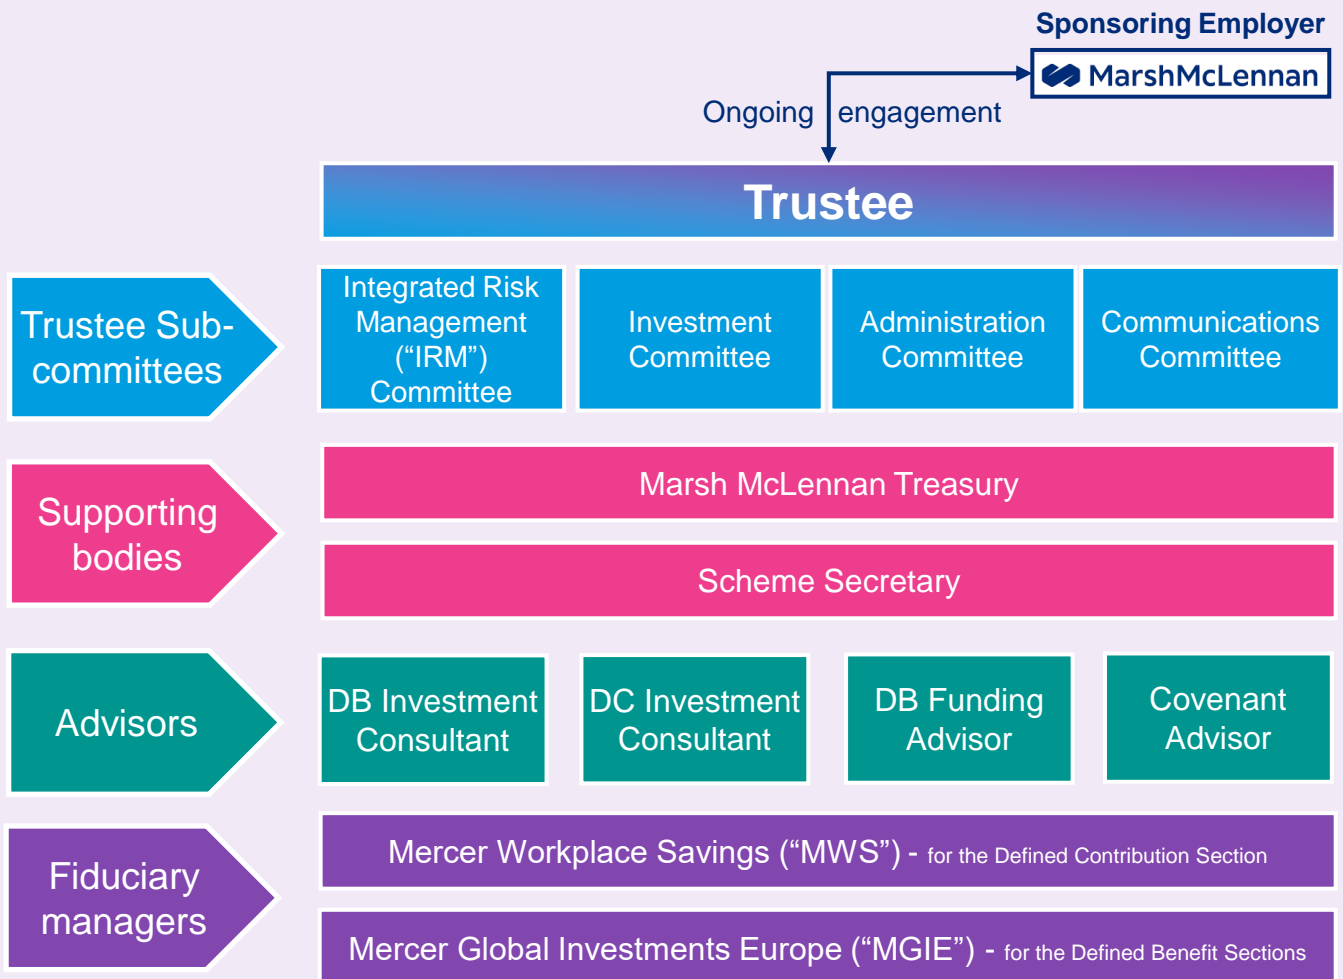 Sponsoring Employer
MarshMcLennan
Ongoing engagement
Trustee
Trustee Sub-
committees
Integrated Risk
Management
(“IRM”)
Committee
Investment
Committee
Administration
Committee
Communications
Committee
Supporting
bodies
Marsh McLennan Treasury
Scheme Secretary
Advisors
DB Investment
Consultant
DC Investment
Consultant
DB Funding
Advisor
Covenant
Advisor
Fiduciary
managers
Mercer Workplace Savings (“MWS”) - for the Defined Contribution Section
Mercer Global Investments Europe (“MGIE”) - for the Defined Benefit Sections